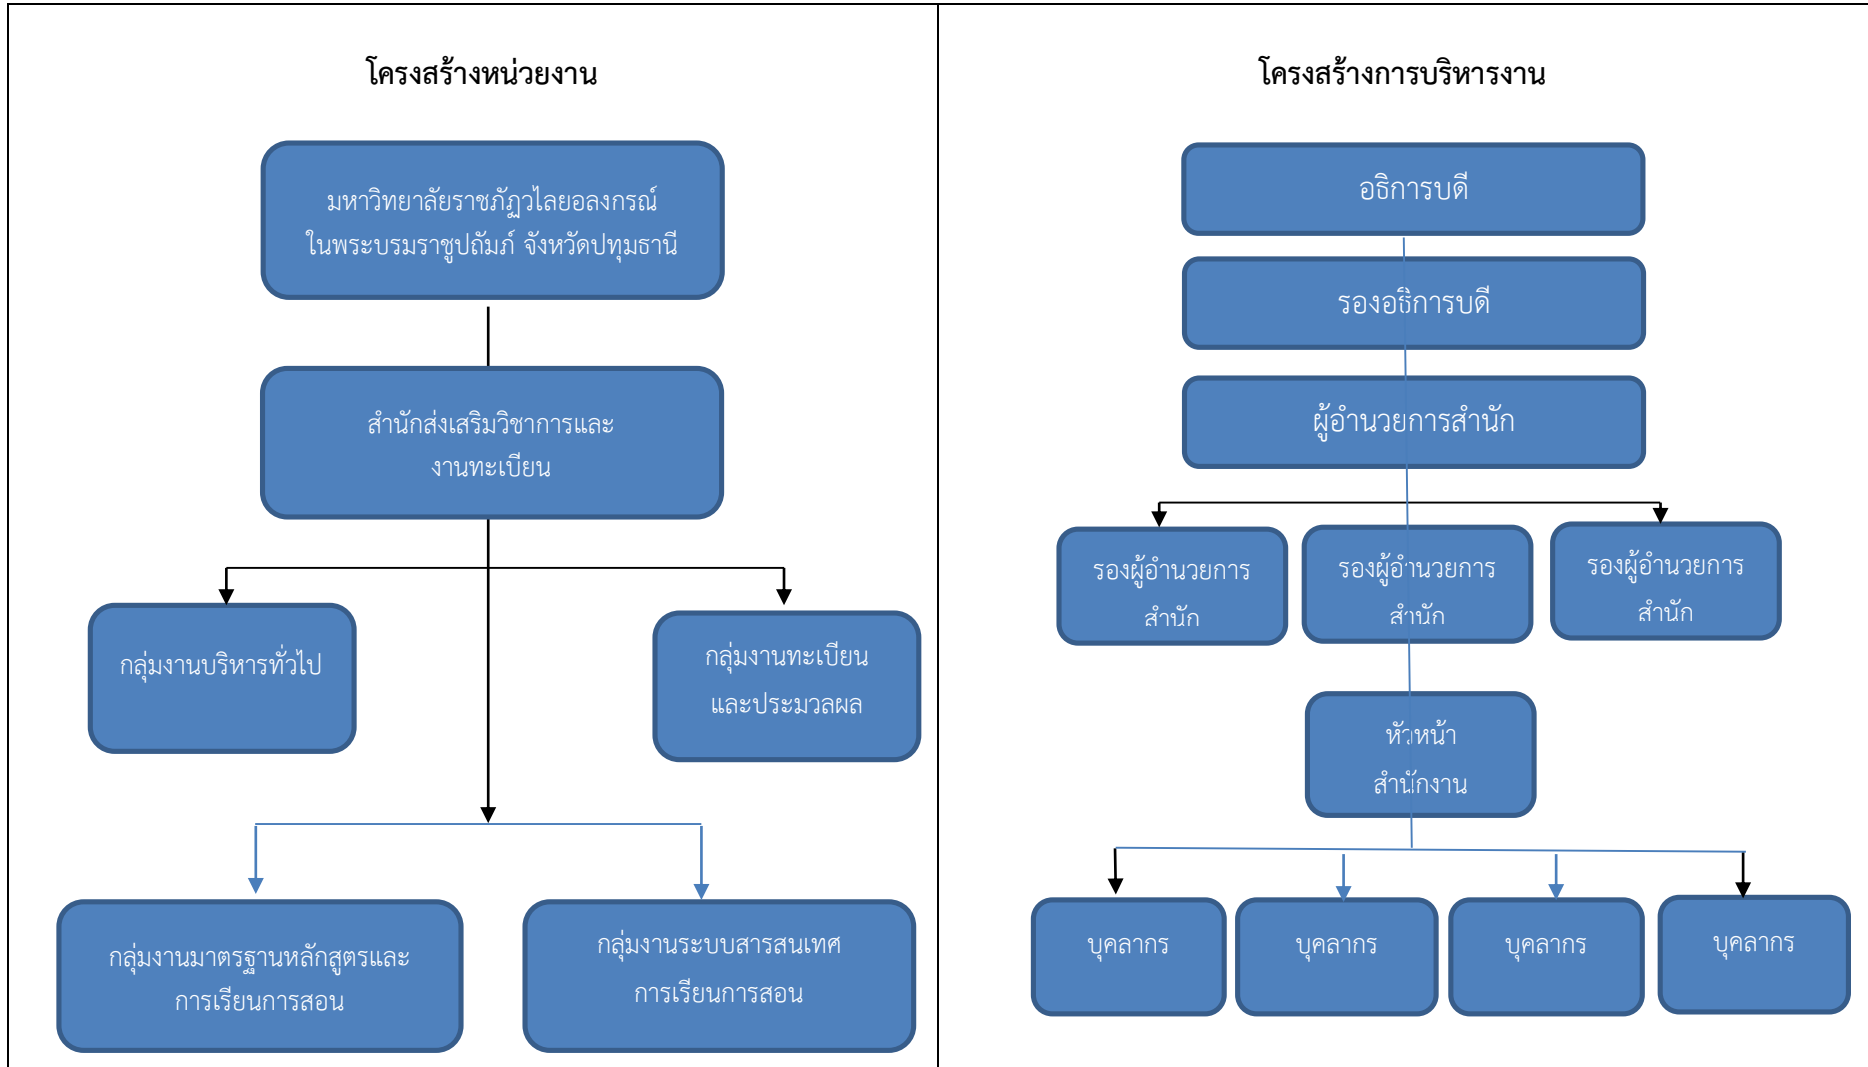 โครงสร้างหน่วยงาน
มหาวิทยาลัยราชภัฏวไลยอลงกรณ์
ในพระบรมราชูปถัมภ์ จังหวัดปทุมธานี
สำนักส่งเสริมวิชาการและ
งานทะเบียน
กลุ่มงานบริหารทั่วไป
กลุ่มงานทะเบียน
และประมวลผล
กลุ่มงานมาตรฐานหลักสูตรและ
การเรียนการสอน
กลุ่มงานระบบสารสนเทศ
การเรียนการสอน
โครงสร้างการบริหารงาน
อธิการบดี
รองอธิการบดี
ผู้อำนวยการสำนัก
รองผู้อำนวยการ
สำนัก
รองผู้อำนวยการ
สำนัก
รองผู้อำนวยการ
สำนัก
หัวหน้า
สำนักงาน
บุคลากร
บุคลากร
บุคลากร
บุคลากร